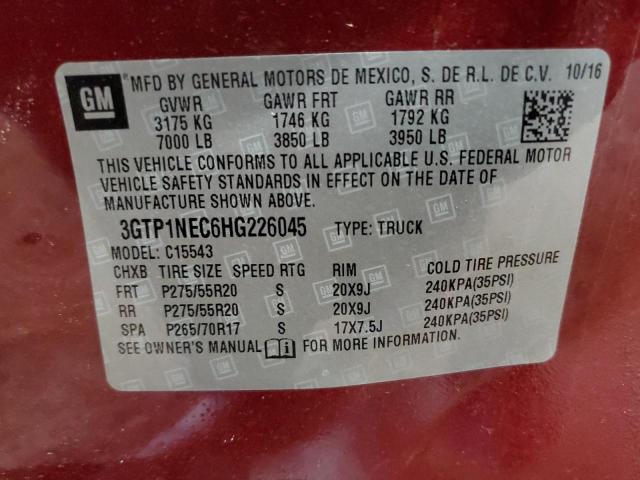 GM
*MFD BY GENERAL MOTORS DE MEXICO, S. DE R.L. DE C.V. 10/16
GVWR GAWR FRT GAWR RR
3175 KG 1746 KG 1792 KG
7000 LB 3850 LB 3950 LB
THIS VEHICLE CONFORMS TO ALL APPLICABLE U.S. FEDERAL MOTOR
VEHICLE SAFETY STANDARDS IN EFFECT ON THE DATE OF
MANUFACTURE SHOWN ABOVE.
3GTP1NEC6HG226045 TYPE: TRUCK
MODEL: C15543
CHXB TIRE SIZE SPEED RTG RIM COLD TIRE PRESSURE
FRT P275/55R20 S 20X9J 240KPA(35PSI)
RR P275/55R20 S 20X9J 240KPA(35PSI)
SPA P265/70R17 S 17X7.5J 240KPA(35PSI)
SEE OWNER'S MANUAL i FOR MORE INFORMATION.